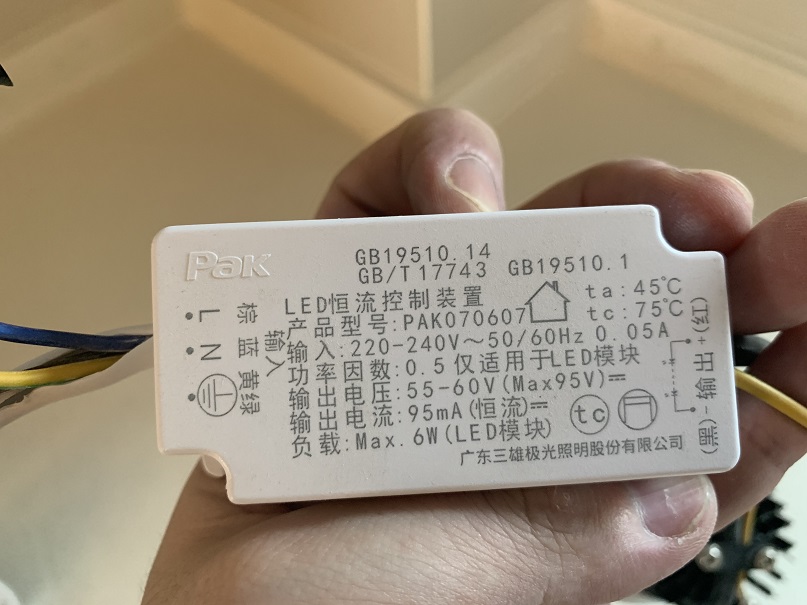 Pak
GB19510.14
GB/T17743 GB19510.1
LED恒流控制装置
ta:45℃
产品型号:PAK070607
tc:75℃
输入:220-240V～50/60Hz 0.05A
功率因数:0.5 仅适用于LED模块
输出电压:55-60V(Max95V)⎓
输出电流:95mA(恒流)⎓
tc
负载:Max.6W(LED模块)
广东三雄极光照明股份有限公司
L 棕
N 蓝
黄绿
输入
(红)+ 输出 -